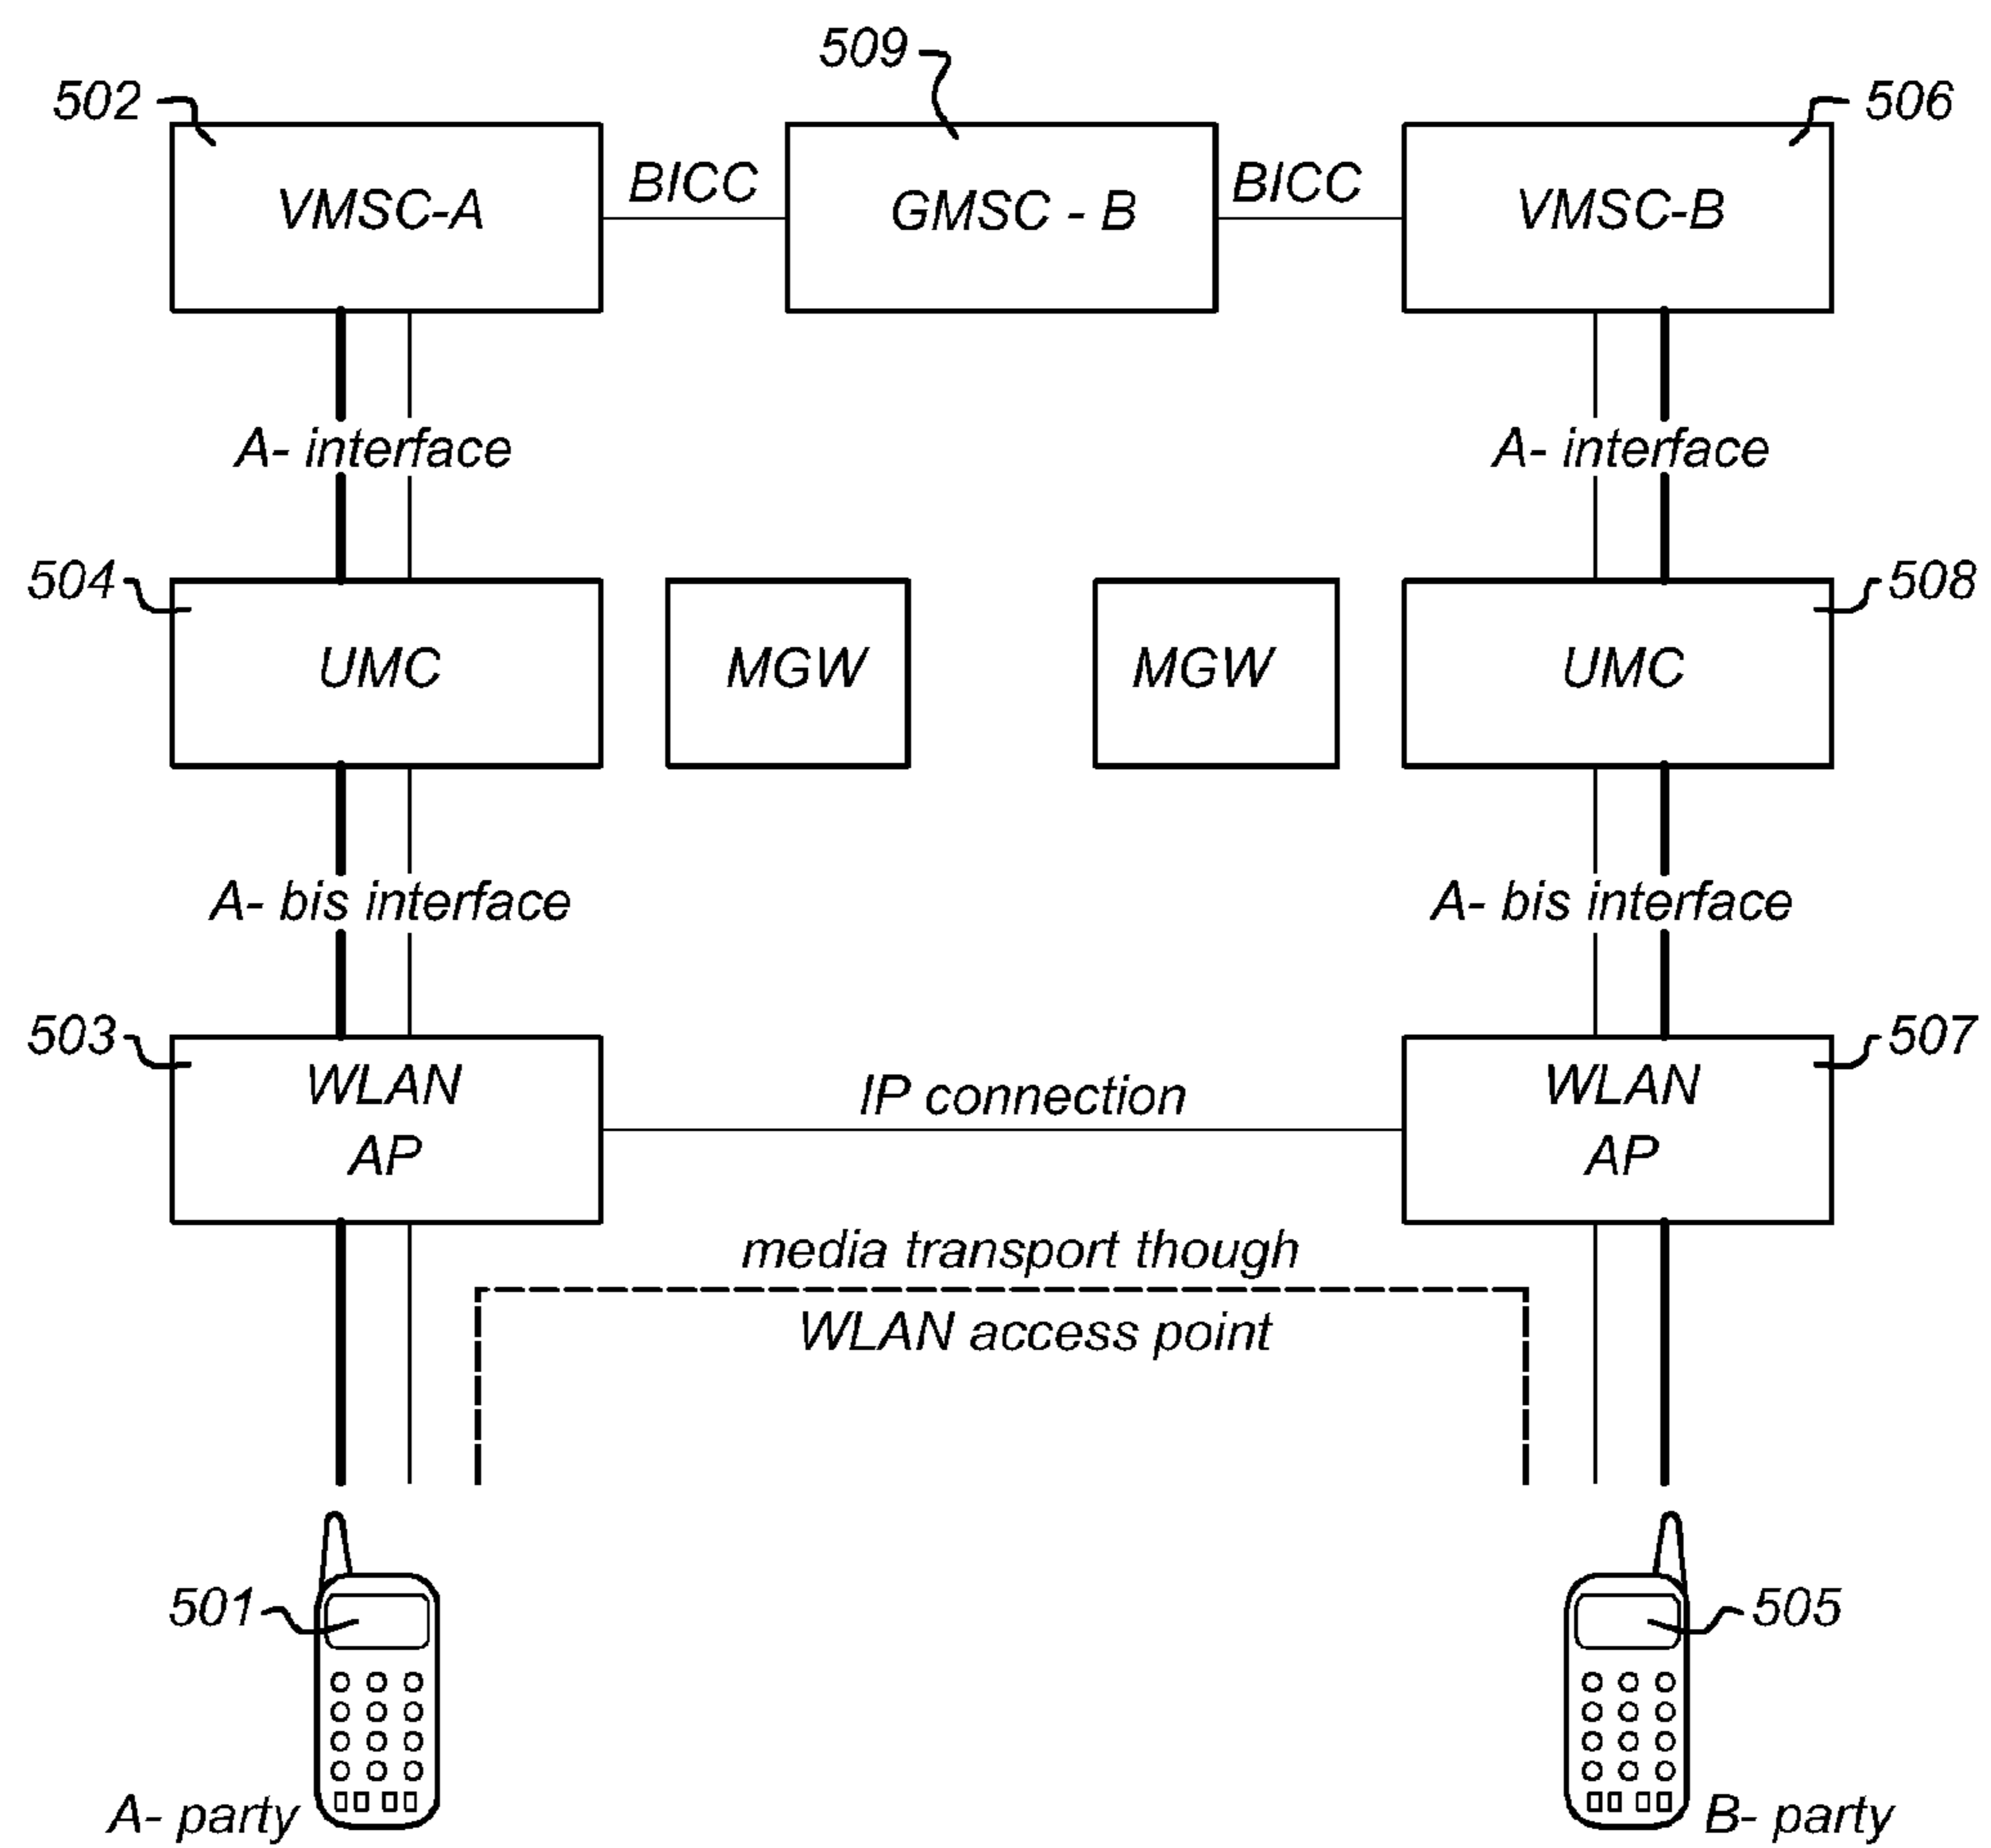 509
502
506
VMSC-A
BICC
GMSC - B
BICC
VMSC-B
A- interface
A- interface
504
508
UMC
MGW
MGW
UMC
A- bis interface
A- bis interface
503
507
WLAN
AP
IP connection
WLAN
AP
media transport though
WLAN access point
501
505
A- party
B- party